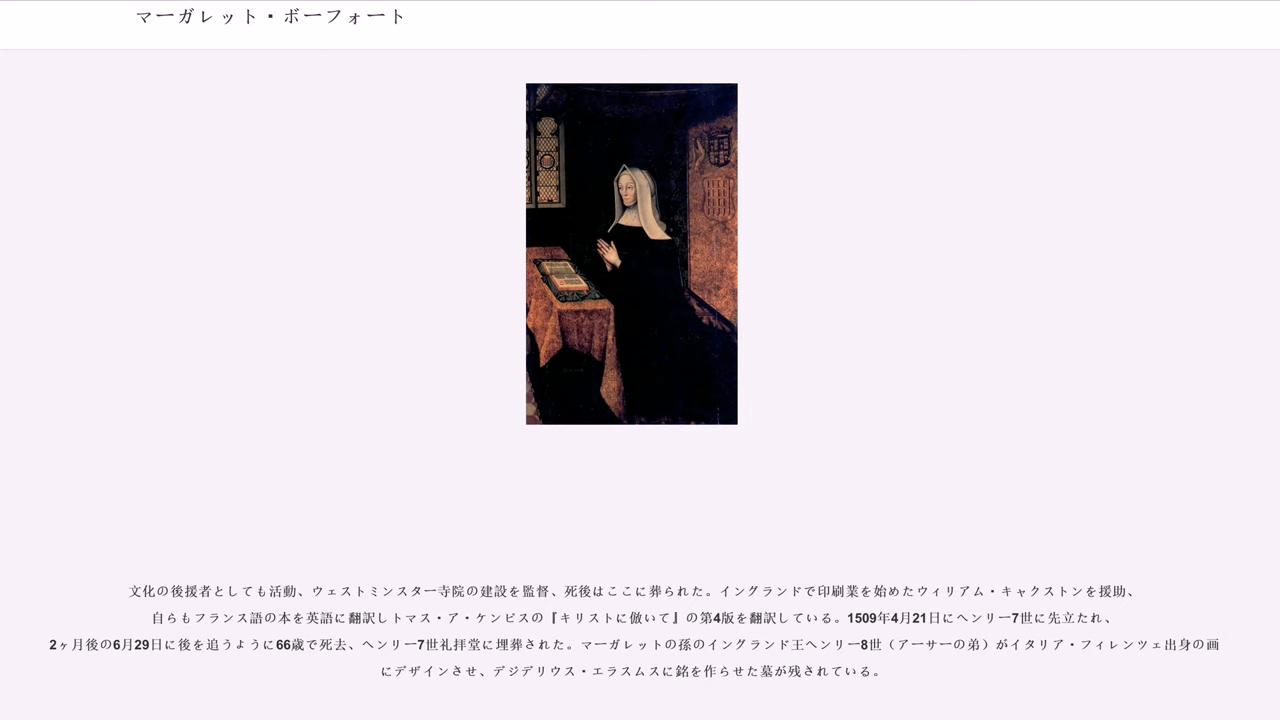 マーガレット・ボーフォート
文化の後援者としても活動、ウェストミンスター寺院の建設を監督、死後はここに葬られた。イングランドで印刷業を始めたウィリアム・キャクストンを援助、
自らもフランス語の本を英語に翻訳しトマス・ア・ケンピスの『キリストに倣いて』の第4版を翻訳している。1509年4月21日にヘンリー7世に先立たれ、
2ヶ月後の6月29日に後を追うように66歳で死去、ヘンリー7世礼拝堂に埋葬された。マーガレットの孫のイングランド王ヘンリー8世（アーサーの弟）がイタリア・フィレンツェ出身の画
にデザインさせ、デジデリウス・エラスムスに銘を作らせた墓が残されている。